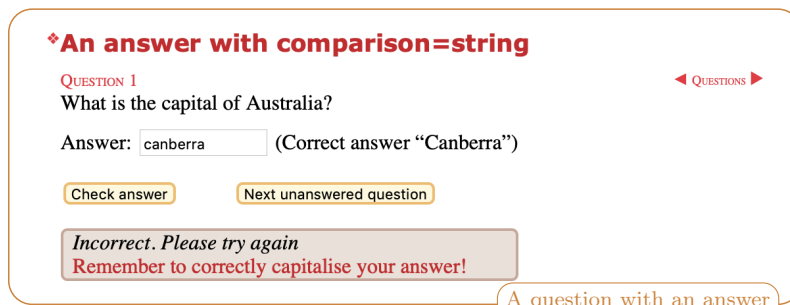 ❖An answer with comparison=string
QUESTION 1
◀ QUESTIONS ▶
What is the capital of Australia?
Answer: canberra (Correct answer “Canberra”)
Check answer Next unanswered question
Incorrect. Please try again
Remember to correctly capitalise your answer!
A question with an answer